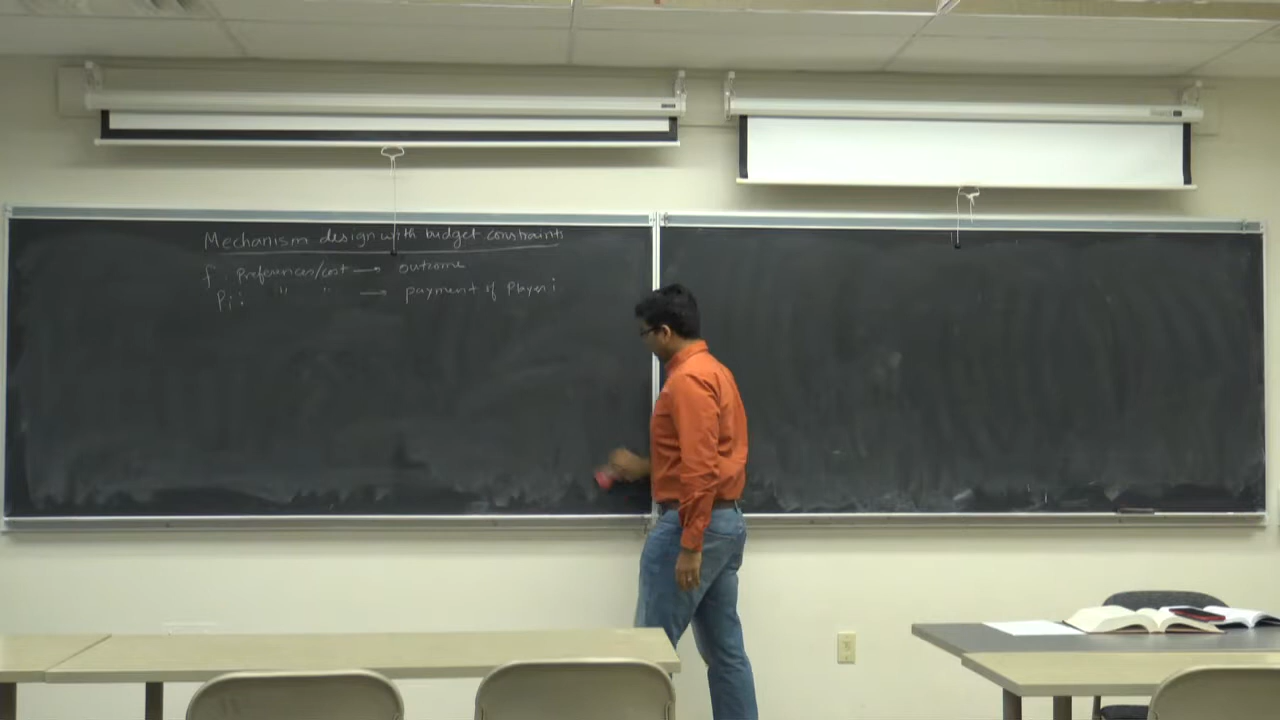 Mechanism design with budget constraints
f : Preferences/cost → outcome
Pi : " " → payment of Player i